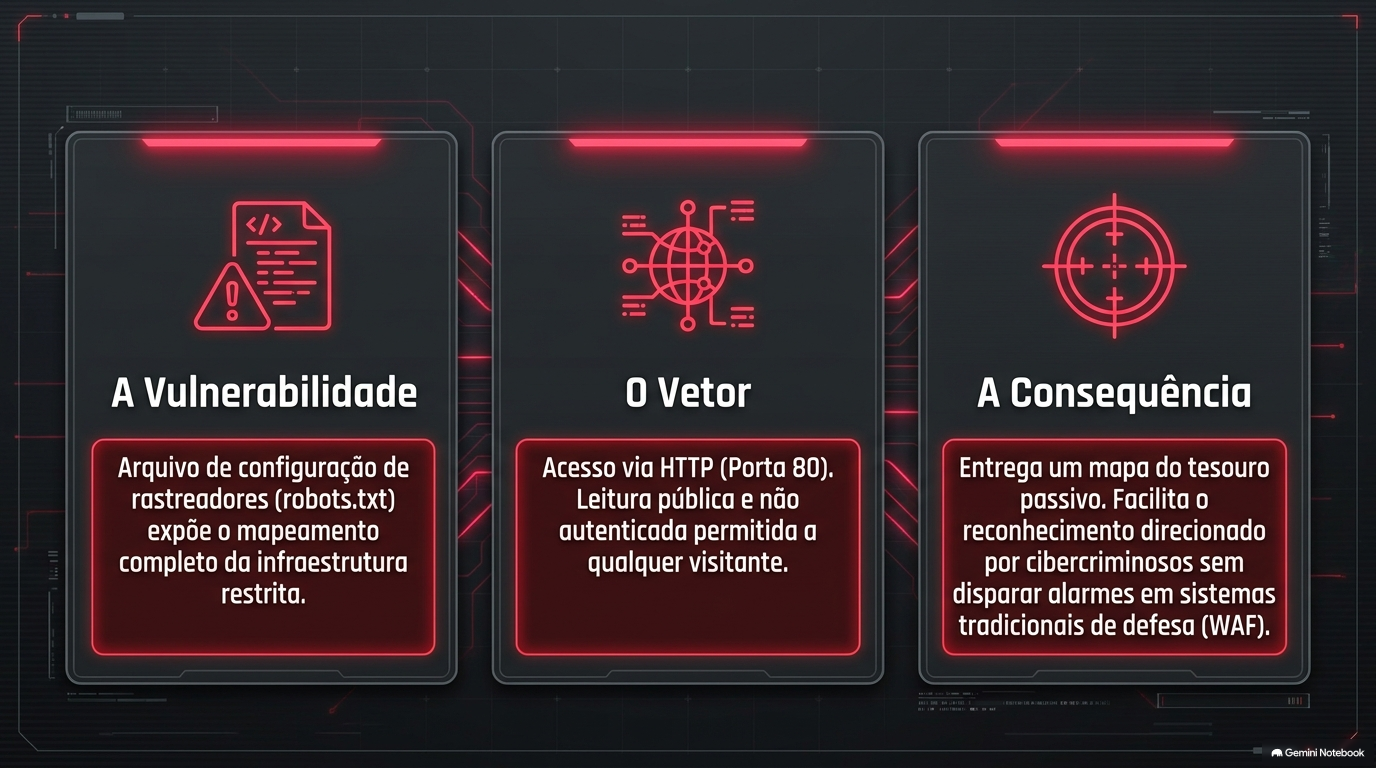 A Vulnerabilidade
Arquivo de configuração de
rastreadores (robots.txt)
expõe o mapeamento
completo da infraestrutura
restrita.
O Vetor
Acesso via HTTP (Porta 80).
Leitura pública e não
autenticada permitida a
qualquer visitante.
A Consequência
Entrega um mapa do tesouro
passivo. Facilita o
reconhecimento direcionado
por cibercriminosos sem
disparar alarmes em sistemas
tradicionais de defesa (WAF).
Gemini Notebook